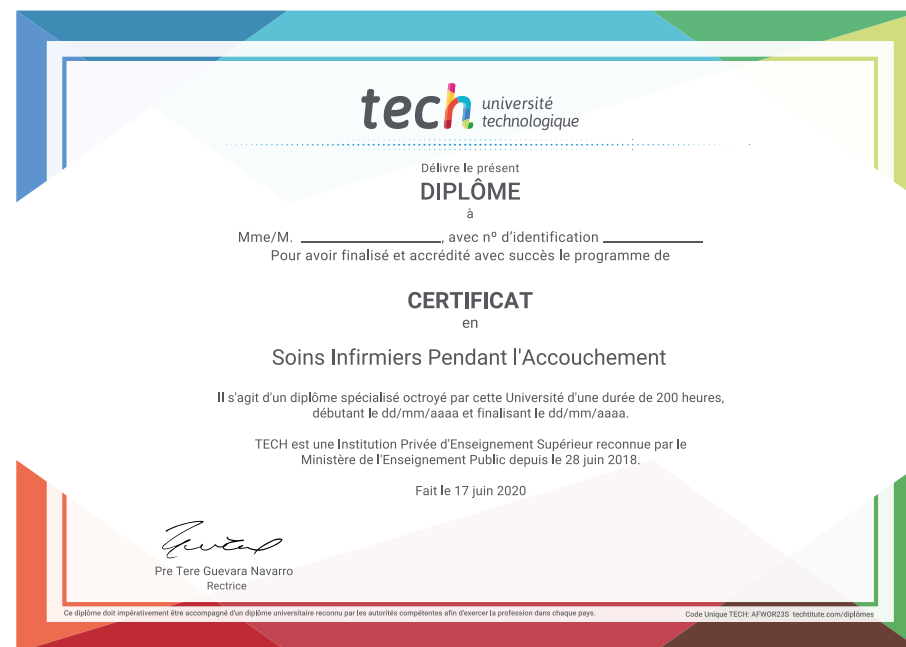 tech université
technologique
Délivre le présent
DIPLÔME
à
Mme/M. ____________________, avec nº d'identification ______________
Pour avoir finalisé et accrédité avec succès le programme de
CERTIFICAT
en
Soins Infirmiers Pendant l'Accouchement
Il s'agit d'un diplôme spécialisé octroyé par cette Université d'une durée de 200 heures,
débutant le dd/mm/aaaa et finalisant le dd/mm/aaaa.
TECH est une Institution Privée d'Enseignement Supérieur reconnue par le
Ministère de l'Enseignement Public depuis le 28 juin 2018.
Fait le 17 juin 2020
Pre Tere Guevara Navarro
Rectrice
Ce diplôme doit impérativement être accompagné d'un diplôme universitaire reconnu par les autorités compétentes afin d'exercer la profession dans chaque pays.
Code Unique TECH: AFWOR23S techtitute.com/diplômes